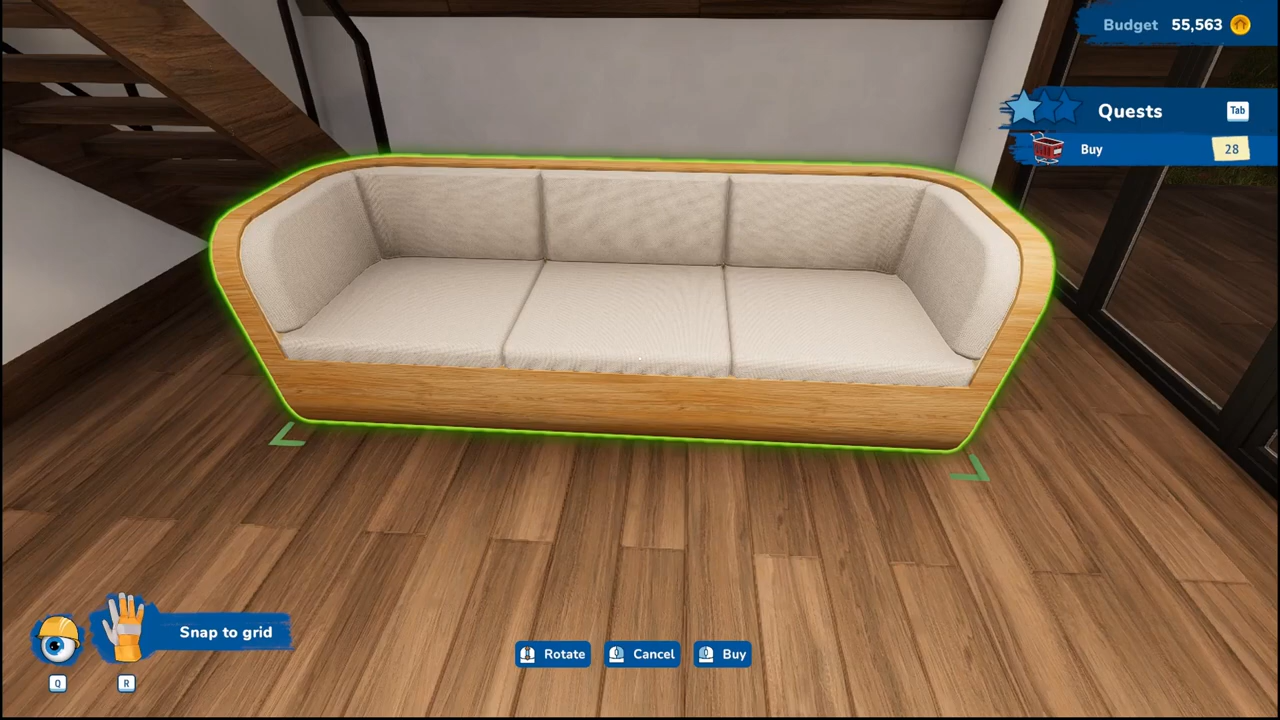 Budget 55,563
Quests Tab
Buy 28
Snap to grid
Q R
Rotate Cancel Buy